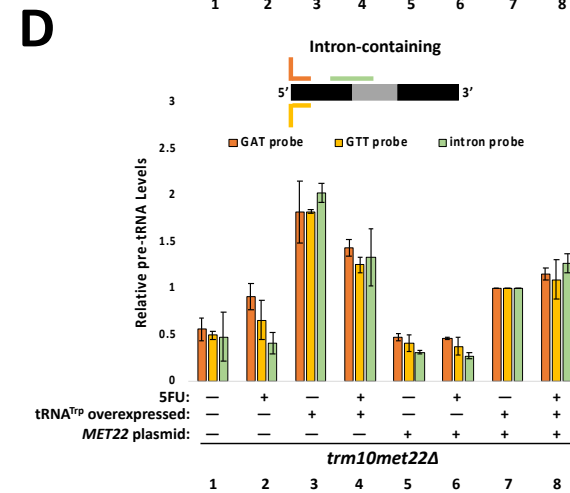 1 2 3 4 5 6 7 8
D
Intron-containing
5’ 3’
3
GAT probe GTT probe intron probe
2.5
2
1.5
1
0.5
0
Relative pre-tRNA Levels
5FU: — + — + — + — +
tRNATrp overexpressed: — — + + — — + +
MET22 plasmid: — — — — + + + +
trm10met22Δ
1 2 3 4 5 6 7 8